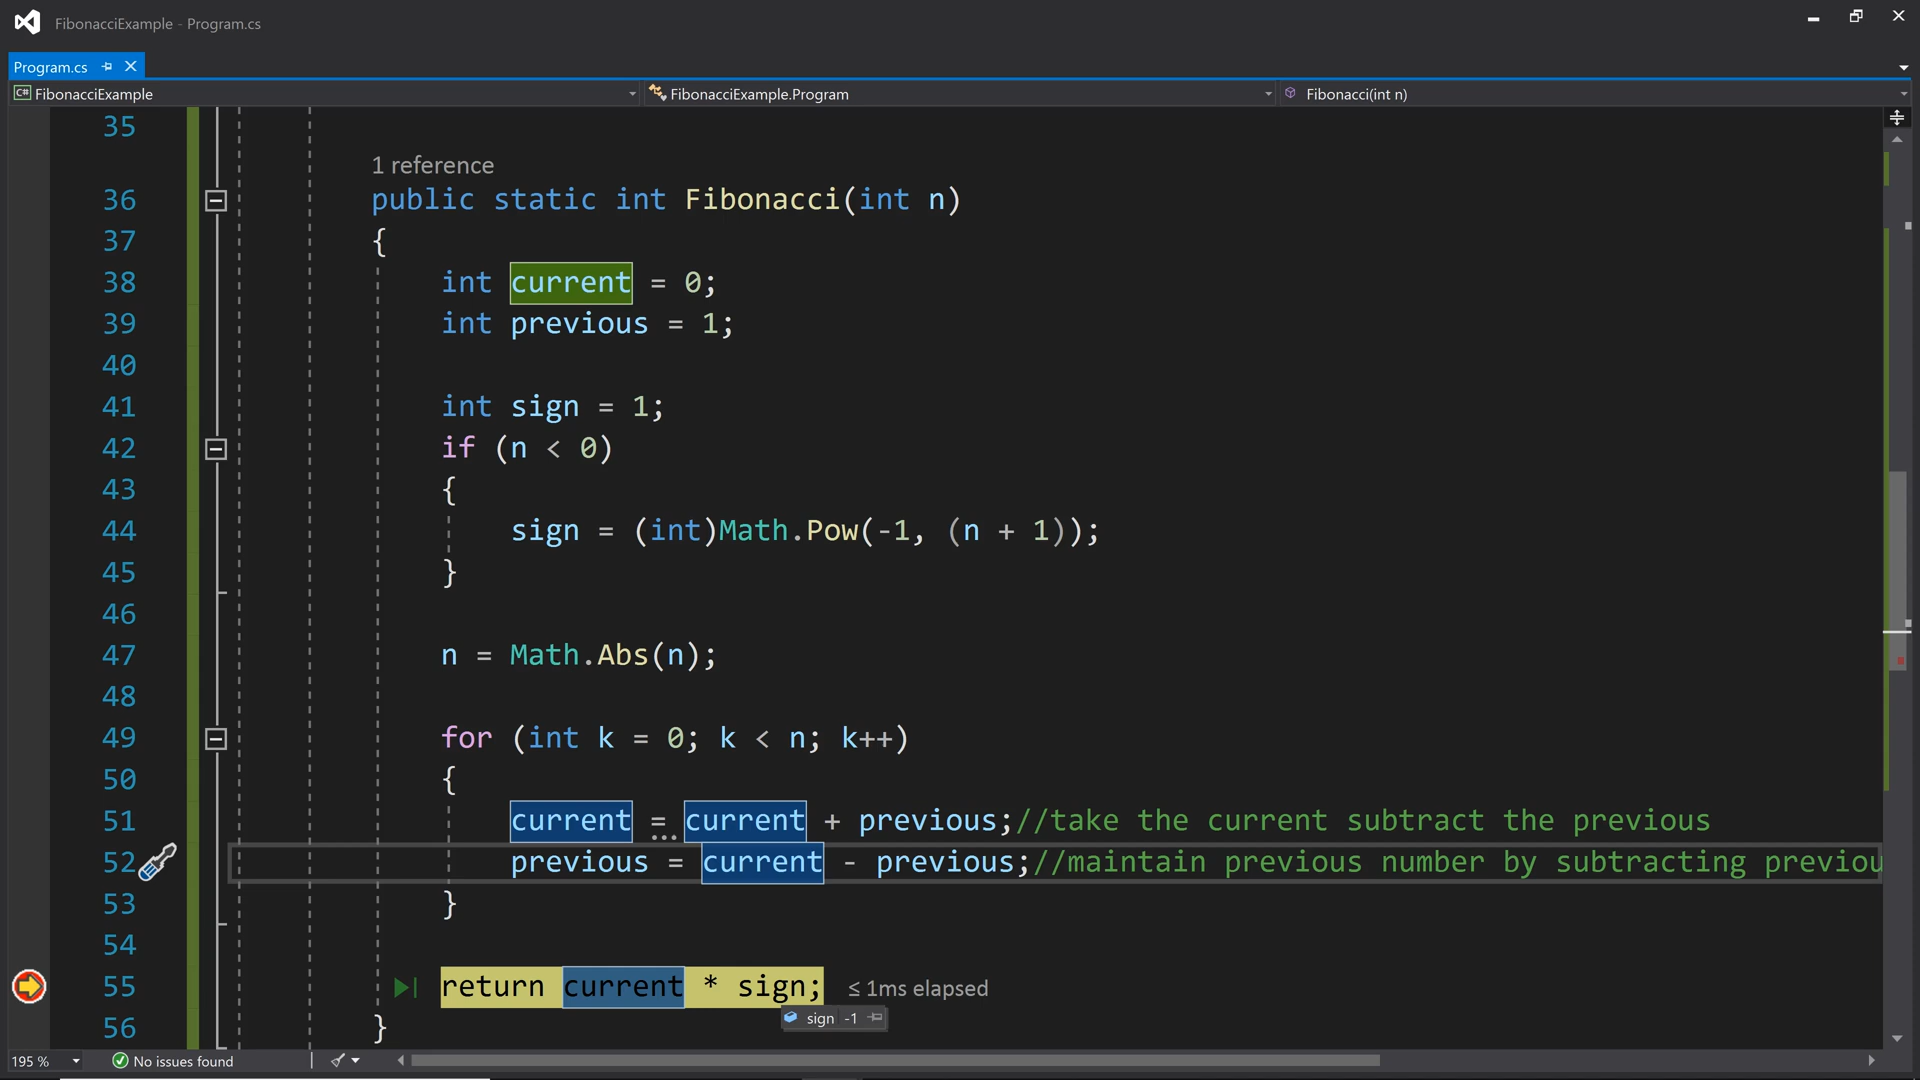 FibonacciExample - Program.cs
Program.cs
C# FibonacciExample
FibonacciExample.Program
Fibonacci(int n)
35
1 reference
36 public static int Fibonacci(int n)
37 {
38 int current = 0;
39 int previous = 1;
40
41 int sign = 1;
42 if (n < 0)
43 {
44 sign = (int)Math.Pow(-1, (n + 1));
45 }
46
47 n = Math.Abs(n);
48
49 for (int k = 0; k < n; k++)
50 {
51 current = current + previous;//take the current subtract the previous
52 previous = current - previous;//maintain previous number by subtracting previou
53 }
54
55 return current * sign; ≤ 1ms elapsed
sign -1
56 }
195 % No issues found